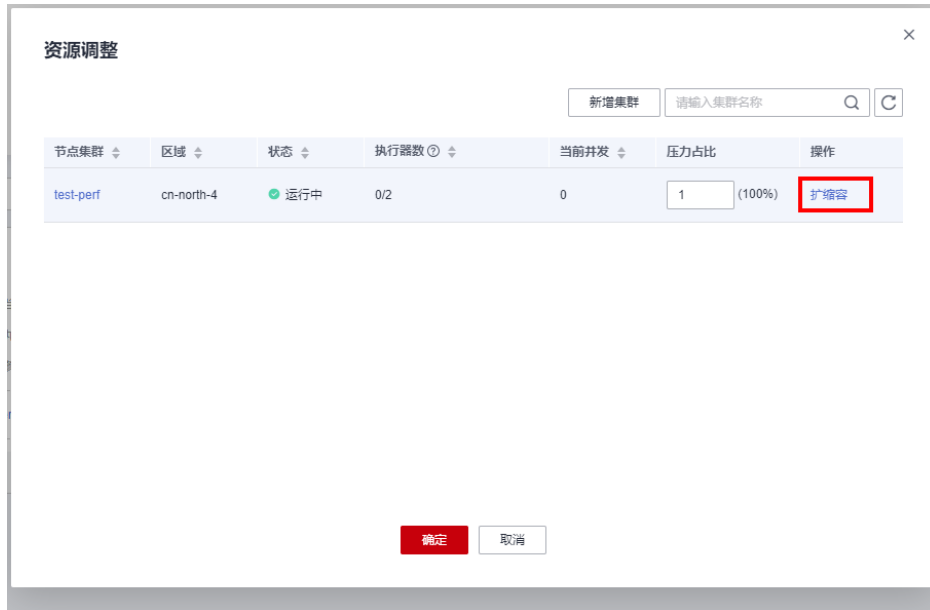 资源调整
新增集群 请输入集群名称
节点集群 区域 状态 执行器数 ? 当前并发 压力占比 操作
test-perf cn-north-4 运行中 0/2 0 1 (100%) 扩缩容
确定 取消